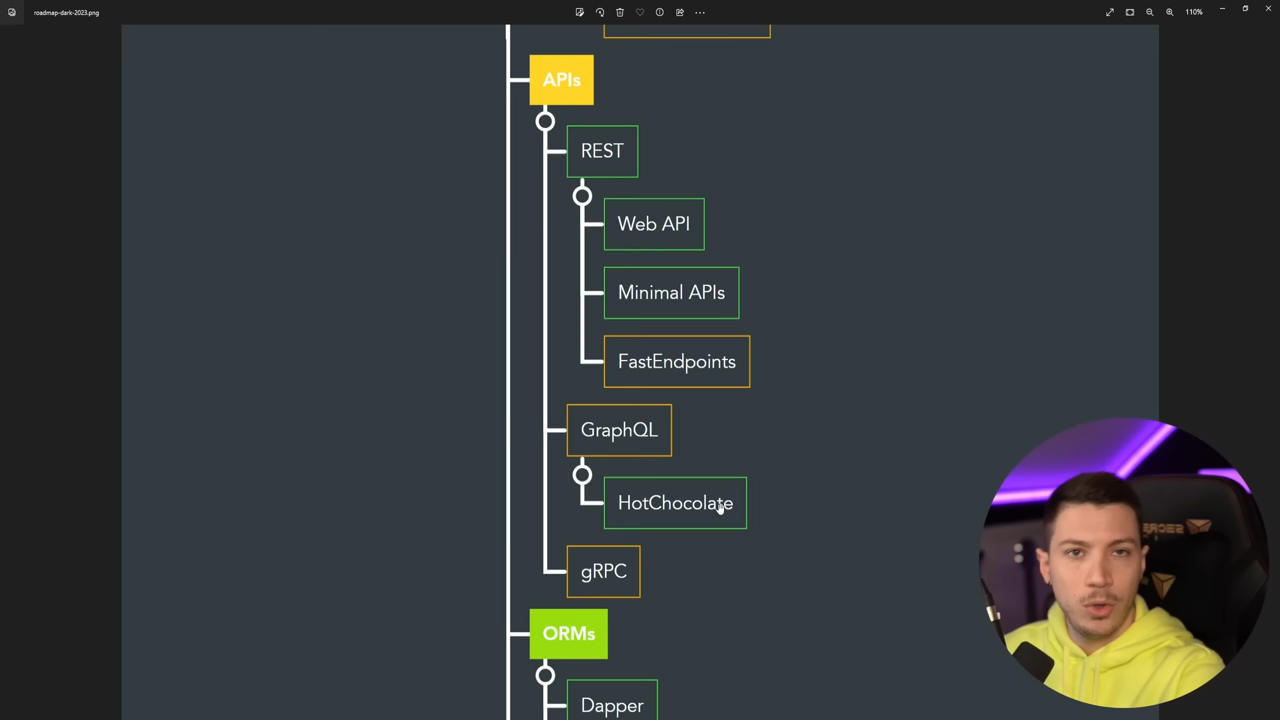 roadmap-dark-2023.png
110%
APIs
REST
Web API
Minimal APIs
FastEndpoints
GraphQL
HotChocolate
gRPC
ORMs
Dapper